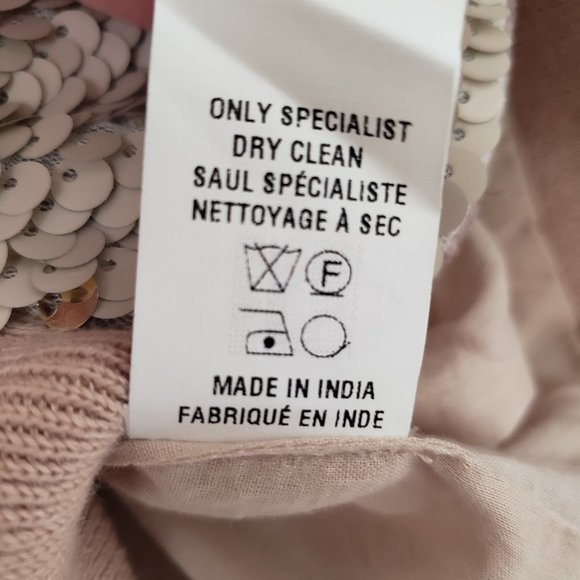 ONLY SPECIALIST
DRY CLEAN
SAUL SPÉCIALISTE
NETTOYAGE À SEC
F
MADE IN INDIA
FABRIQUÉ EN INDE